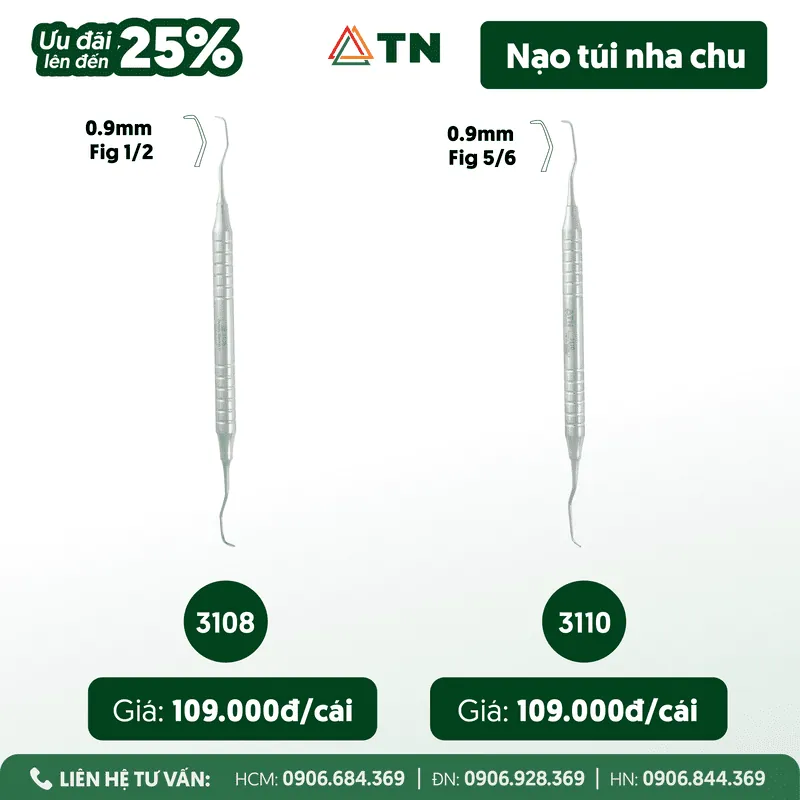 Ưu đãi
lên đến
25%
ATN
Nạo túi nha chu
0.9mm
Fig 1/2
0.9mm
Fig 5/6
3108
3110
Giá: 109.000đ/cái
Giá: 109.000đ/cái
LIÊN HỆ TƯ VẤN: HCM: 0906.684.369 | ĐN: 0906.928.369 | HN: 0906.844.369